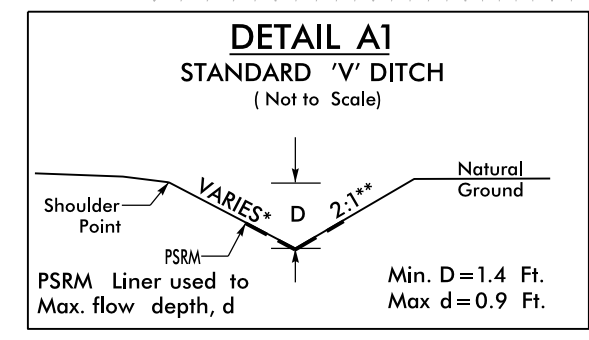 DETAIL A1
STANDARD 'V' DITCH
( Not to Scale)
Natural
Ground
Shoulder
Point
VARIES*
D
2:1**
PSRM
PSRM Liner used to
Max. flow depth, d
Min. D=1.4 Ft.
Max d=0.9 Ft.